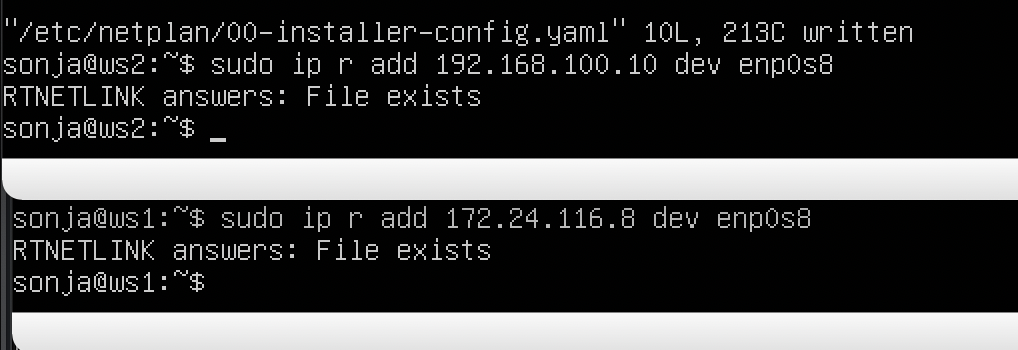 "/etc/netplan/00-installer-config.yaml" 10L, 213C written
sonja@ws2:~$ sudo ip r add 192.168.100.10 dev enp0s8
RTNETLINK answers: File exists
sonja@ws2:~$ _
sonja@ws1:~$ sudo ip r add 172.24.116.8 dev enp0s8
RTNETLINK answers: File exists
sonja@ws1:~$